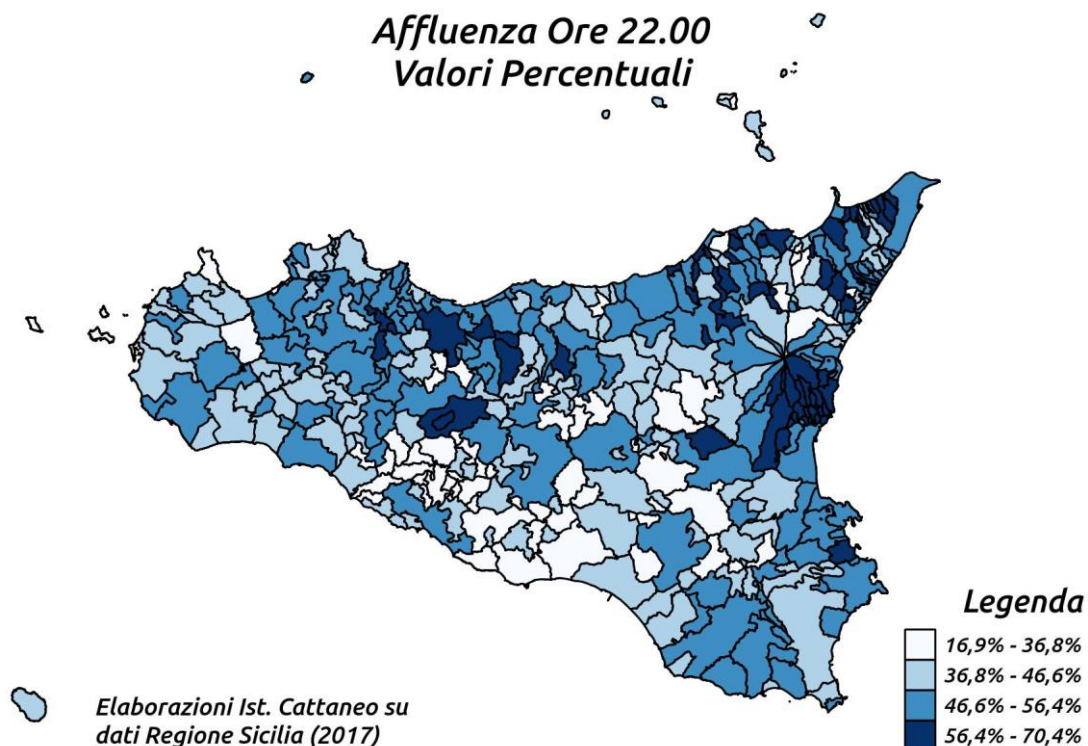 Affluenza Ore 22.00
Valori Percentuali
Legenda
16,9% - 36,8%
36,8% - 46,6%
46,6% - 56,4%
56,4% - 70,4%
Elaborazioni Ist. Cattaneo su
dati Regione Sicilia (2017)